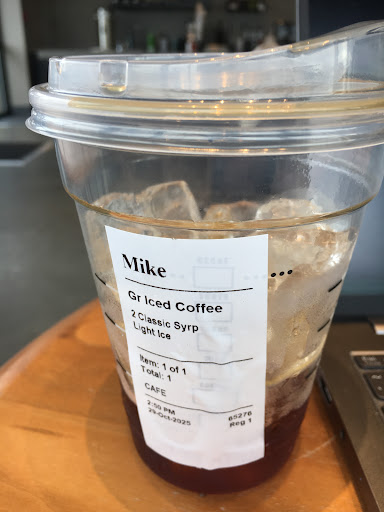 Mike
Gr Iced Coffee
2 Classic Syrp
Light Ice
Item: 1 of 1
Total: 1
CAFE
2:50 PM 65276
29-Oct-2025 Reg 1